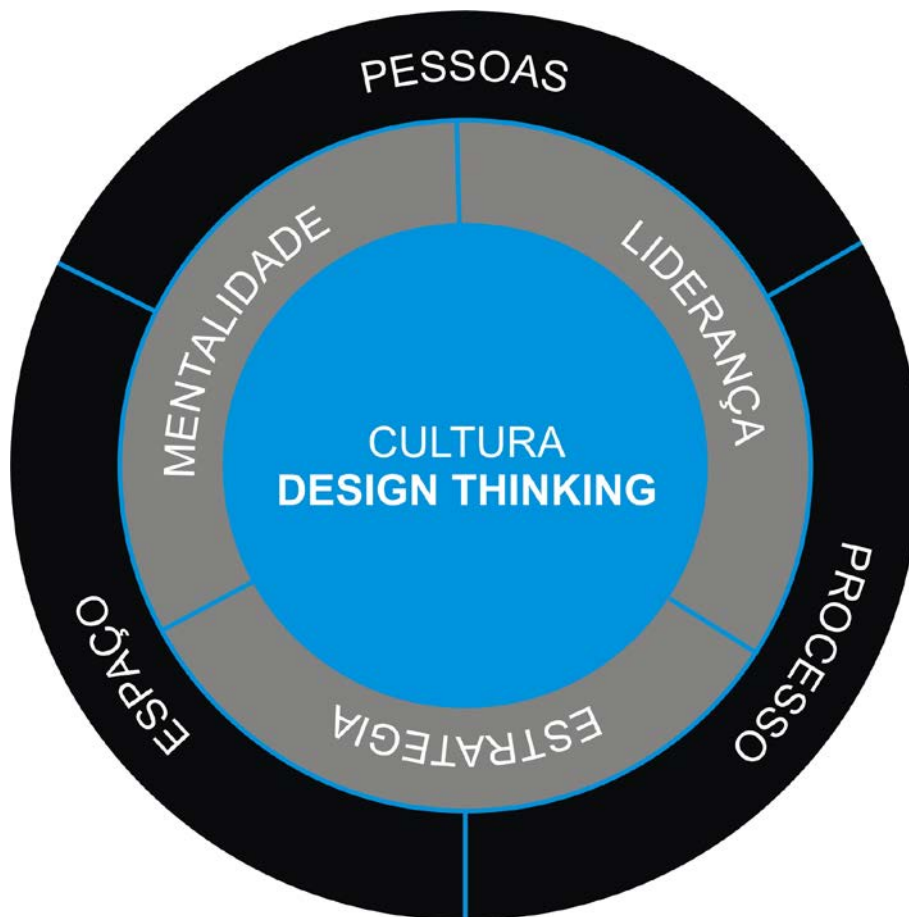 PESSOAS
MENTALIDADE
LIDERANÇA
CULTURA
DESIGN THINKING
ESPAÇO
PROCESSO
ESTRATEGIA